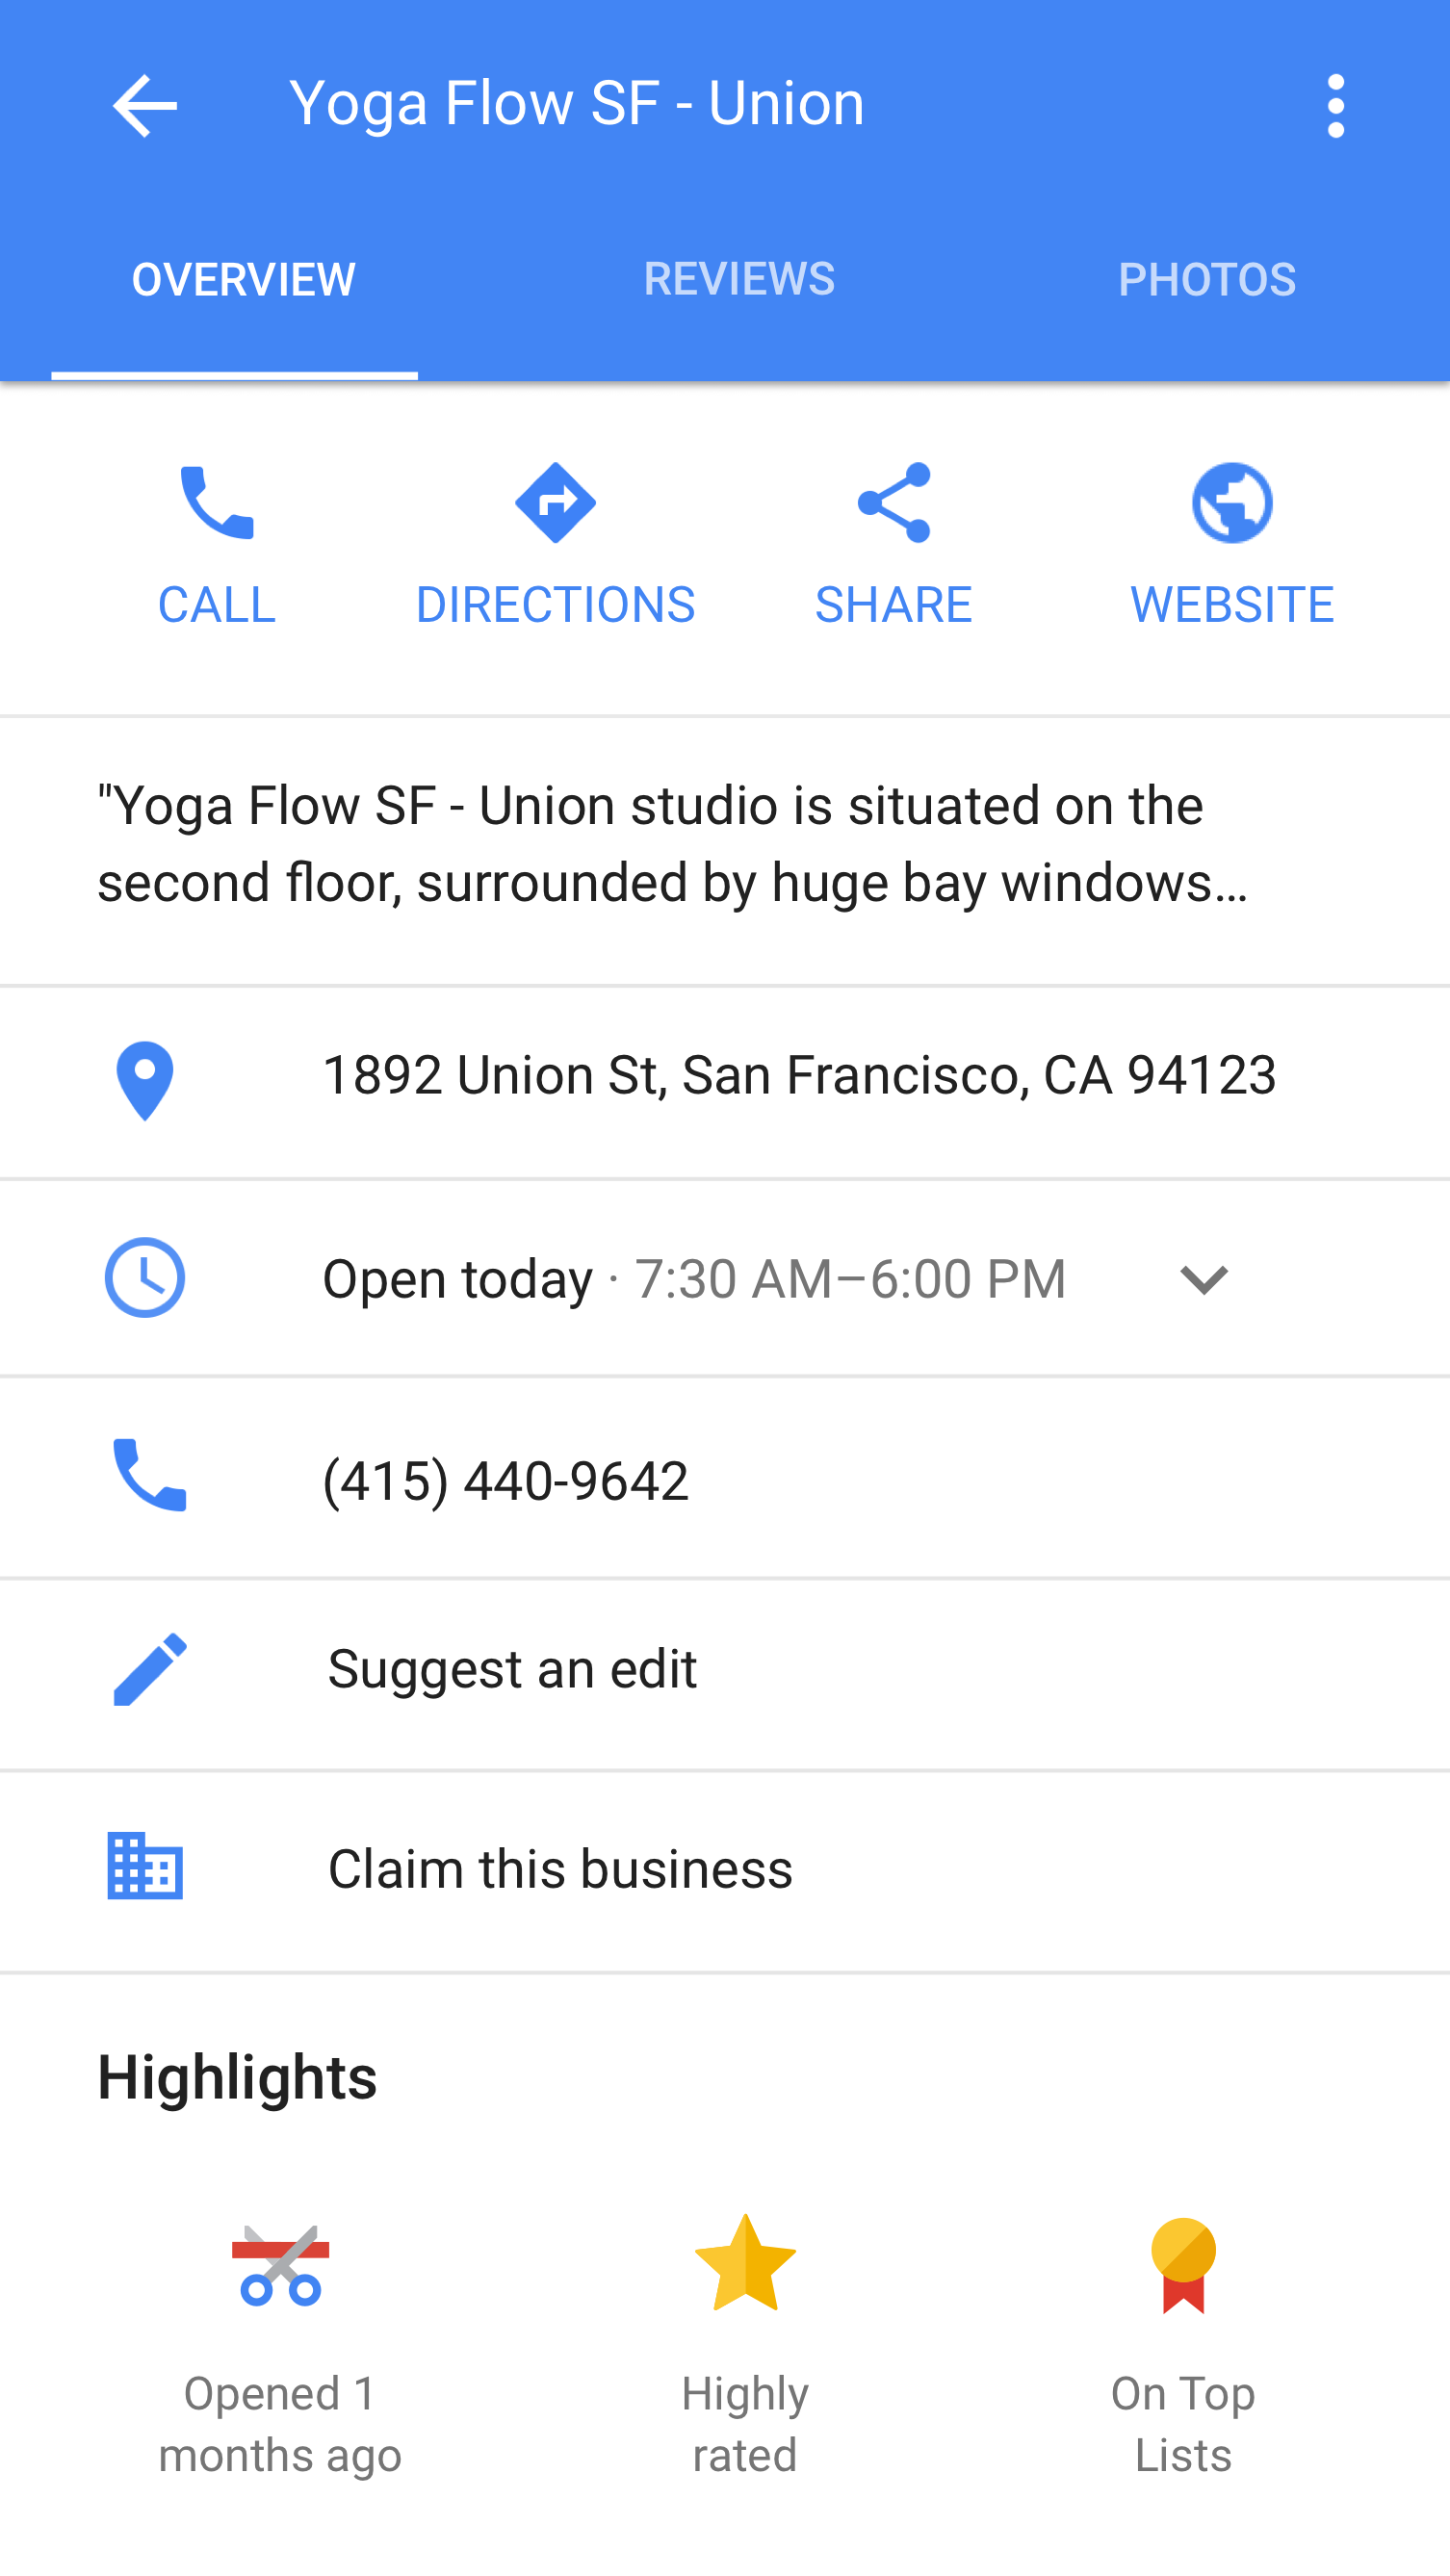 Yoga Flow SF - Union
OVERVIEW REVIEWS PHOTOS
CALL DIRECTIONS SHARE WEBSITE
"Yoga Flow SF - Union studio is situated on the
second floor, surrounded by huge bay windows...
1892 Union St, San Francisco, CA 94123
Open today · 7:30 AM–6:00 PM
(415) 440-9642
Suggest an edit
Claim this business
Highlights
Opened 1
months ago
Highly
rated
On Top
Lists